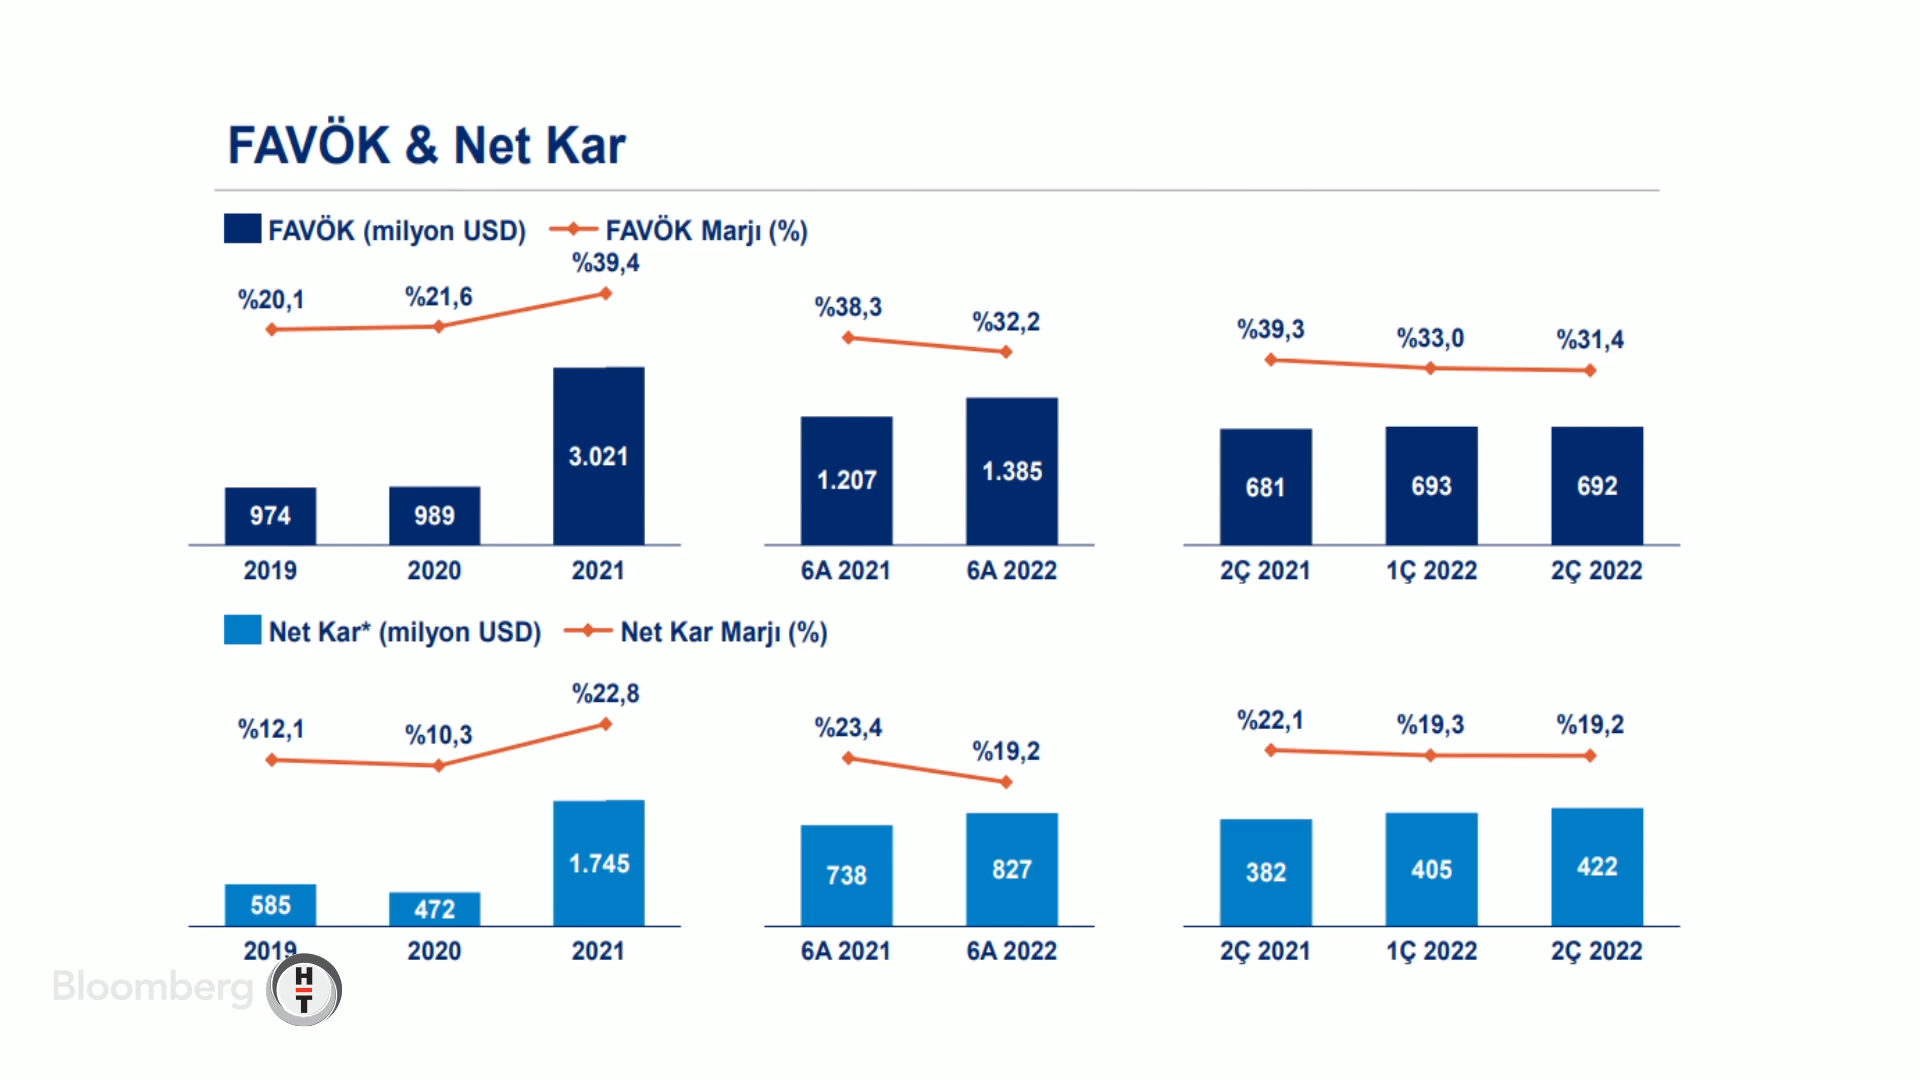 FAVÖK & Net Kar
FAVÖK (milyon USD) FAVÖK Marjı (%)
%20,1 %21,6 %39,4
974 989 3.021
2019 2020 2021
%38,3 %32,2
1.207 1.385
6A 2021 6A 2022
%39,3 %33,0 %31,4
681 693 692
2Ç 2021 1Ç 2022 2Ç 2022
Net Kar* (milyon USD) Net Kar Marjı (%)
%12,1 %10,3 %22,8
585 472 1.745
2019 2020 2021
%23,4 %19,2
738 827
6A 2021 6A 2022
%22,1 %19,3 %19,2
382 405 422
2Ç 2021 1Ç 2022 2Ç 2022
Bloomberg HT